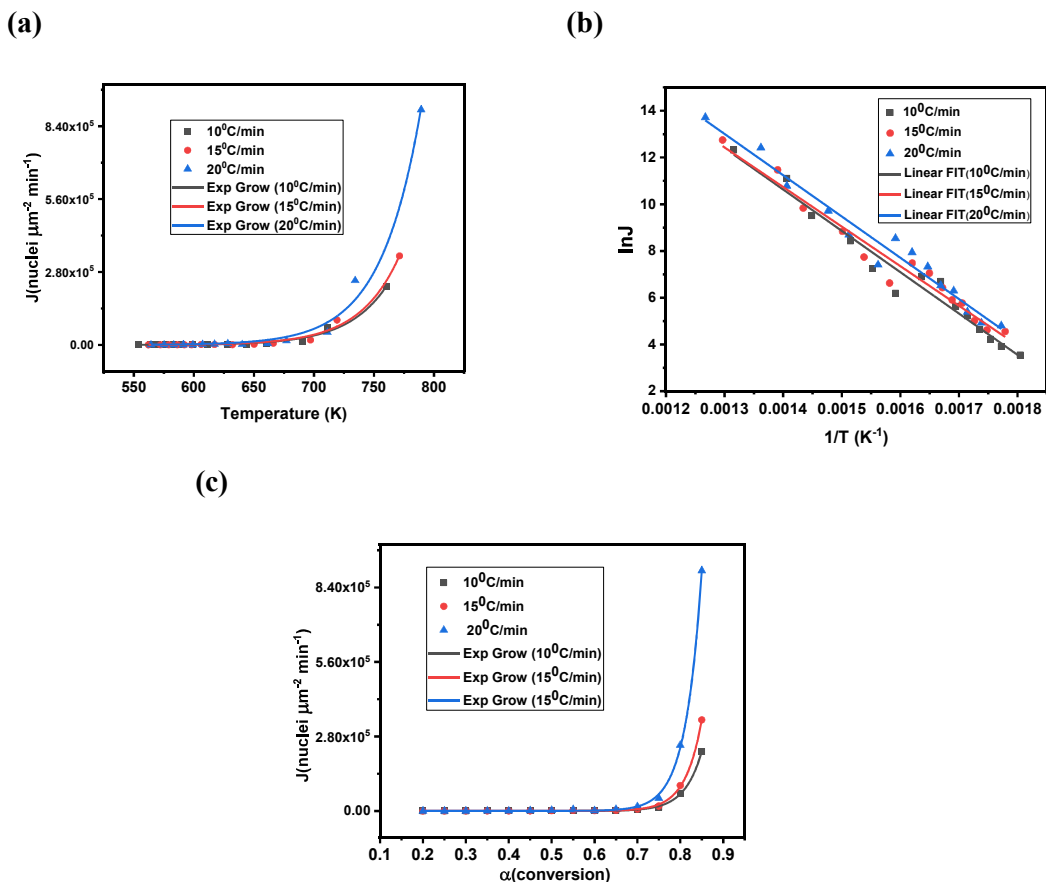 (a)
(b)
J(nuclei μm⁻² min⁻¹)
8.40x10⁵
5.60x10⁵
2.80x10⁵
0.00
10⁰C/min
15⁰C/min
20⁰C/min
Exp Grow (10⁰C/min)
Exp Grow (15⁰C/min)
Exp Grow (20⁰C/min)
550 600 650 700 750 800
Temperature (K)
lnJ
14
12
10
8
6
4
2
10⁰C/min
15⁰C/min
20⁰C/min
Linear FIT(10⁰C/min)
Linear FIT(15⁰C/min)
Linear FIT(20⁰C/min)
0.0012 0.0013 0.0014 0.0015 0.0016 0.0017 0.0018
1/T (K⁻¹)
(c)
J(nuclei μm⁻² min⁻¹)
8.40x10⁵
5.60x10⁵
2.80x10⁵
0.00
10⁰C/min
15⁰C/min
20⁰C/min
Exp Grow (10⁰C/min)
Exp Grow (15⁰C/min)
Exp Grow (15⁰C/min)
0.1 0.2 0.3 0.4 0.5 0.6 0.7 0.8 0.9
α(conversion)